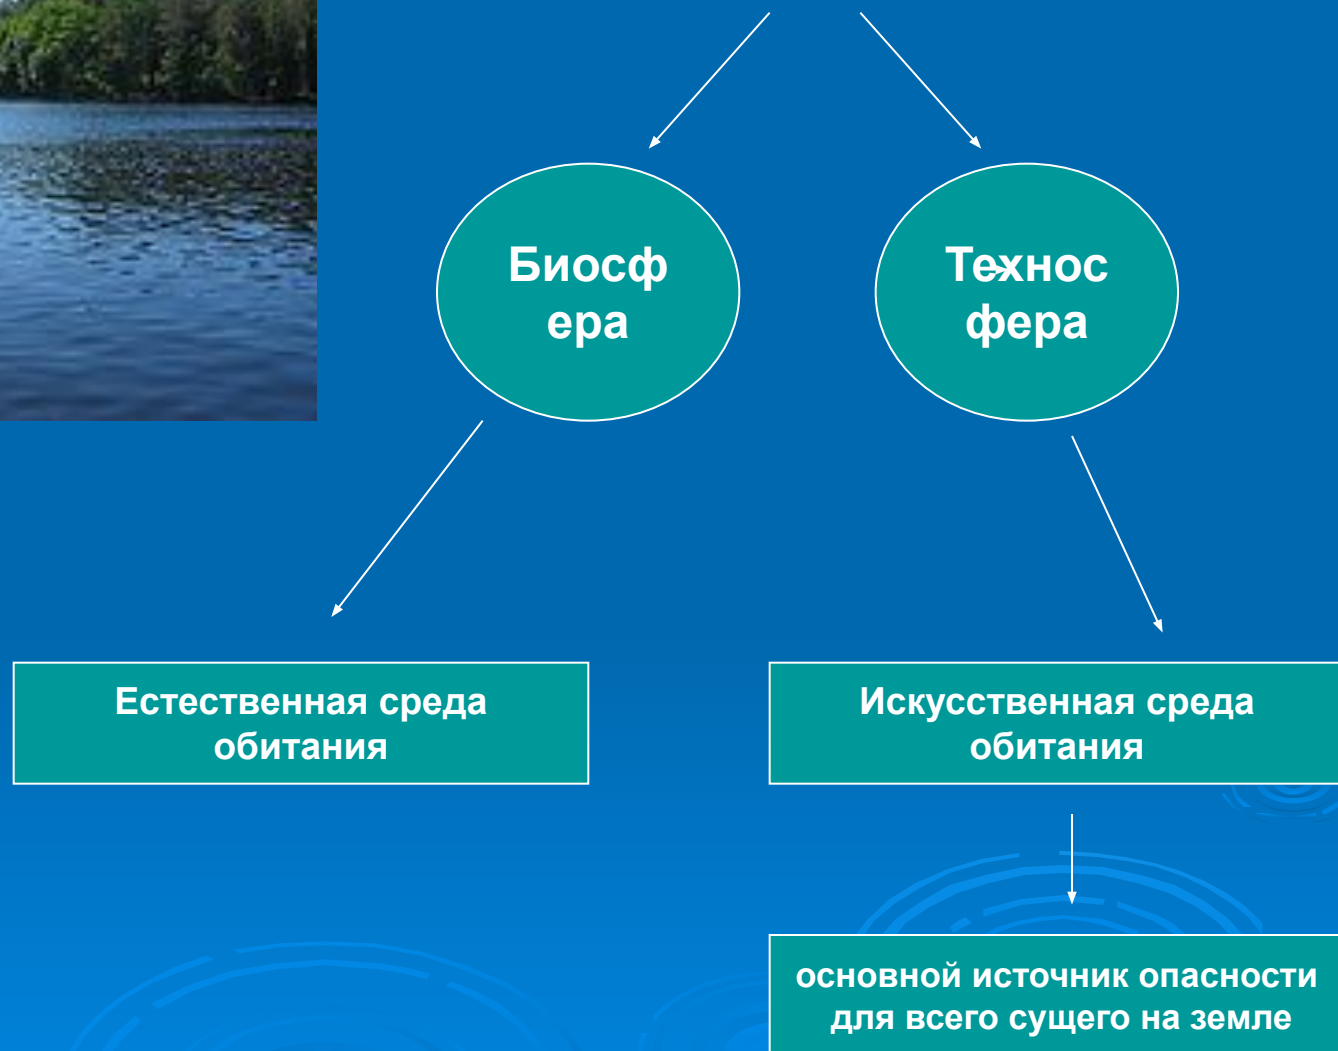 Биосф
ера
Технос
фера
Естественная среда
обитания
Искусственная среда
обитания
основной источник опасности
для всего сущего на земле